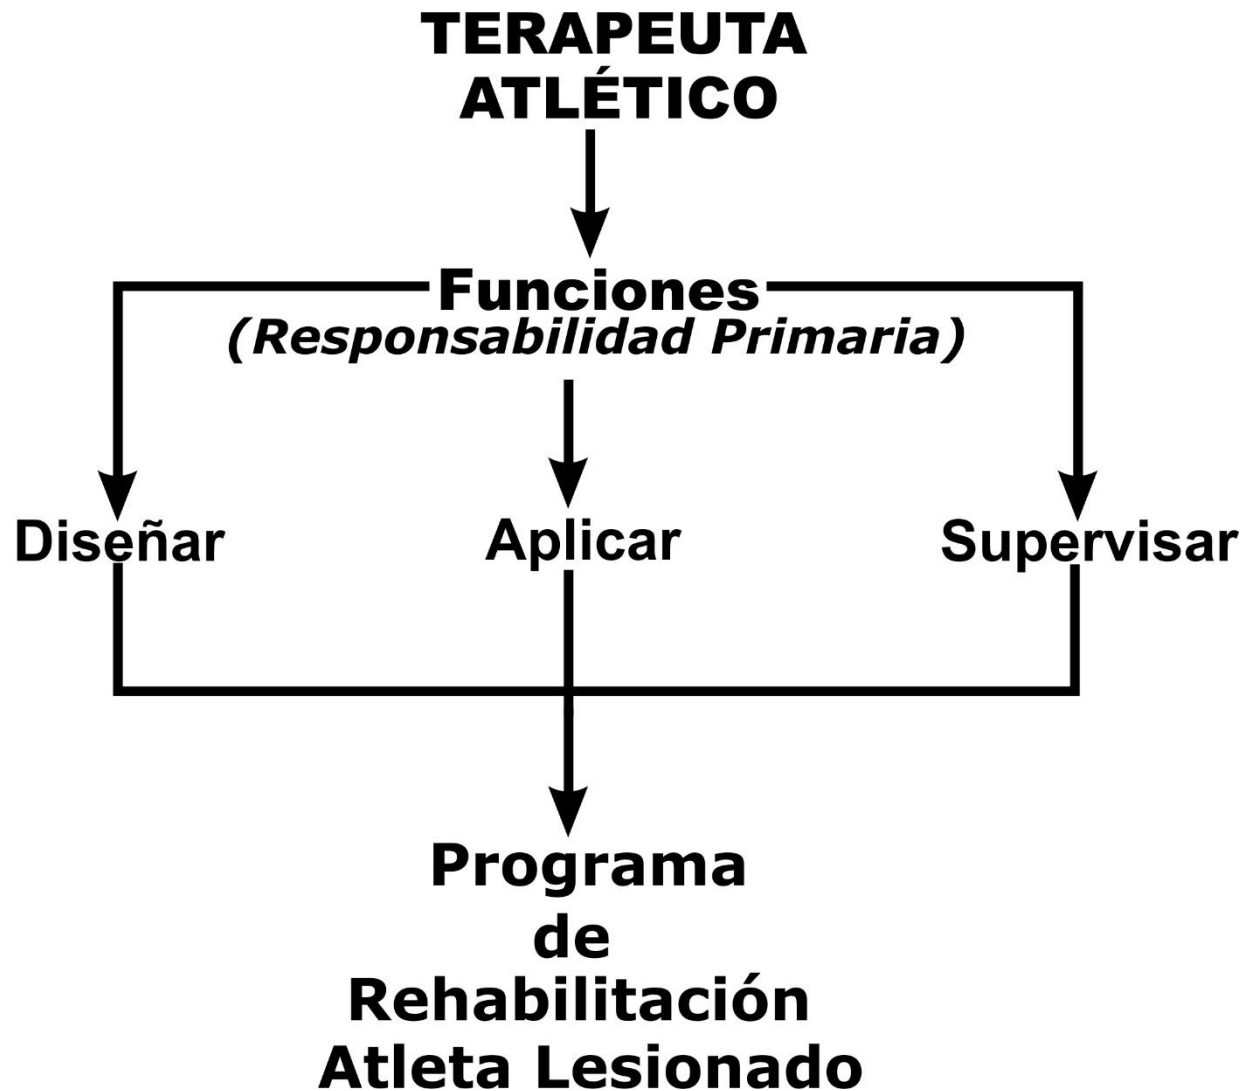 TERAPEUTA
ATLÉTICO
Funciones
(Responsabilidad Primaria)
Diseñar
Aplicar
Supervisar
Programa
de
Rehabilitación
Atleta Lesionado